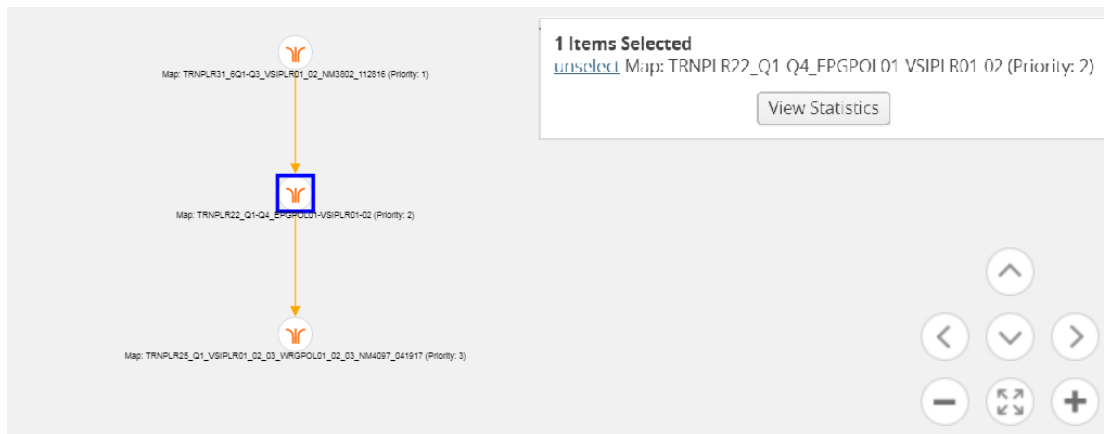 Map: TRNPLR31_6Q1-Q3_VSIPLR01_02_NM3802_112816 (Priority: 1)
1 Items Selected
unselect Map: TRNPLR22_Q1-Q4_EPGPOL01-VSIPLR01-02 (Priority: 2)
View Statistics
Map: TRNPLR22_Q1-Q4_EPGPOL01-VSIPLR01-02 (Priority: 2)
Map: TRNPLR25_Q1_VSIPLR01_02_03_WRGPOL01_02_03_NM4097_041917 (Priority: 3)